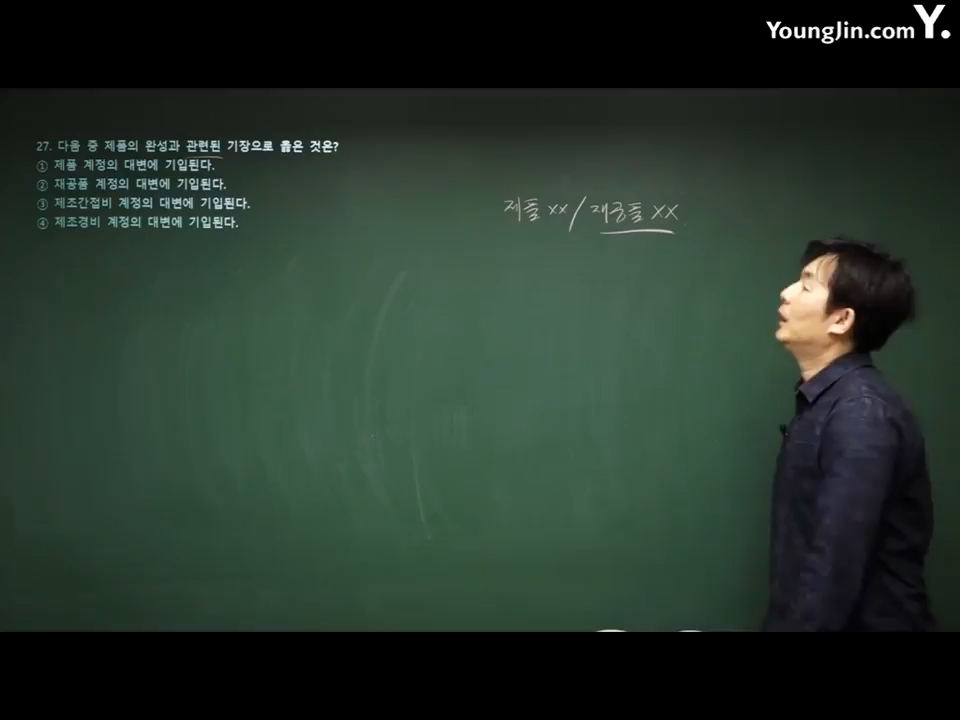 YoungJin.com Y.
27. 다음 중 제품의 완성과 관련된 기장으로 옳은 것은?
① 제품 계정의 대변에 기입된다.
② 재공품 계정의 대변에 기입된다.
③ 제조간접비 계정의 대변에 기입된다.
④ 제조경비 계정의 대변에 기입된다.
제품 xx / 재공품 xx